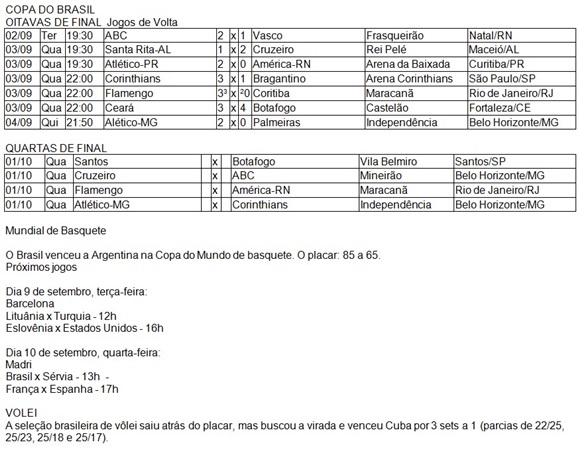 COPA DO BRASIL
OITAVAS DE FINAL Jogos de Volta
02/09 Ter 19:30 ABC 2 x 1 Vasco Frasqueirão Natal/RN
03/09 Qua 19:30 Santa Rita-AL 1 x 2 Cruzeiro Rei Pelé Maceió/AL
03/09 Qua 19:30 Atlético-PR 2 x 0 América-RN Arena da Baixada Curitiba/PR
03/09 Qua 22:00 Corinthians 3 x 1 Bragantino Arena Corinthians São Paulo/SP
03/09 Qua 22:00 Flamengo 3³ x ²0 Coritiba Maracanã Rio de Janeiro/RJ
03/09 Qua 22:00 Ceará 3 x 4 Botafogo Castelão Fortaleza/CE
04/09 Qui 21:50 Alético-MG 2 x 0 Palmeiras Independência Belo Horizonte/MG
QUARTAS DE FINAL
01/10 Qua Santos x Botafogo Vila Belmiro Santos/SP
01/10 Qua Cruzeiro x ABC Mineirão Belo Horizonte/MG
01/10 Qua Flamengo x América-RN Maracanã Rio de Janeiro/RJ
01/10 Qua Atlético-MG x Corinthians Independência Belo Horizonte/MG
Mundial de Basquete
O Brasil venceu a Argentina na Copa do Mundo de basquete. O placar: 85 a 65.
Próximos jogos
Dia 9 de setembro, terça-feira:
Barcelona
Lituânia x Turquia - 12h
Eslovênia x Estados Unidos - 16h
Dia 10 de setembro, quarta-feira:
Madri
Brasil x Sérvia - 13h -
França x Espanha - 17h
VOLEI
A seleção brasileira de vôlei saiu atrás do placar, mas buscou a virada e venceu Cuba por 3 sets a 1 (parcias de 22/25,
25/23, 25/18 e 25/17).